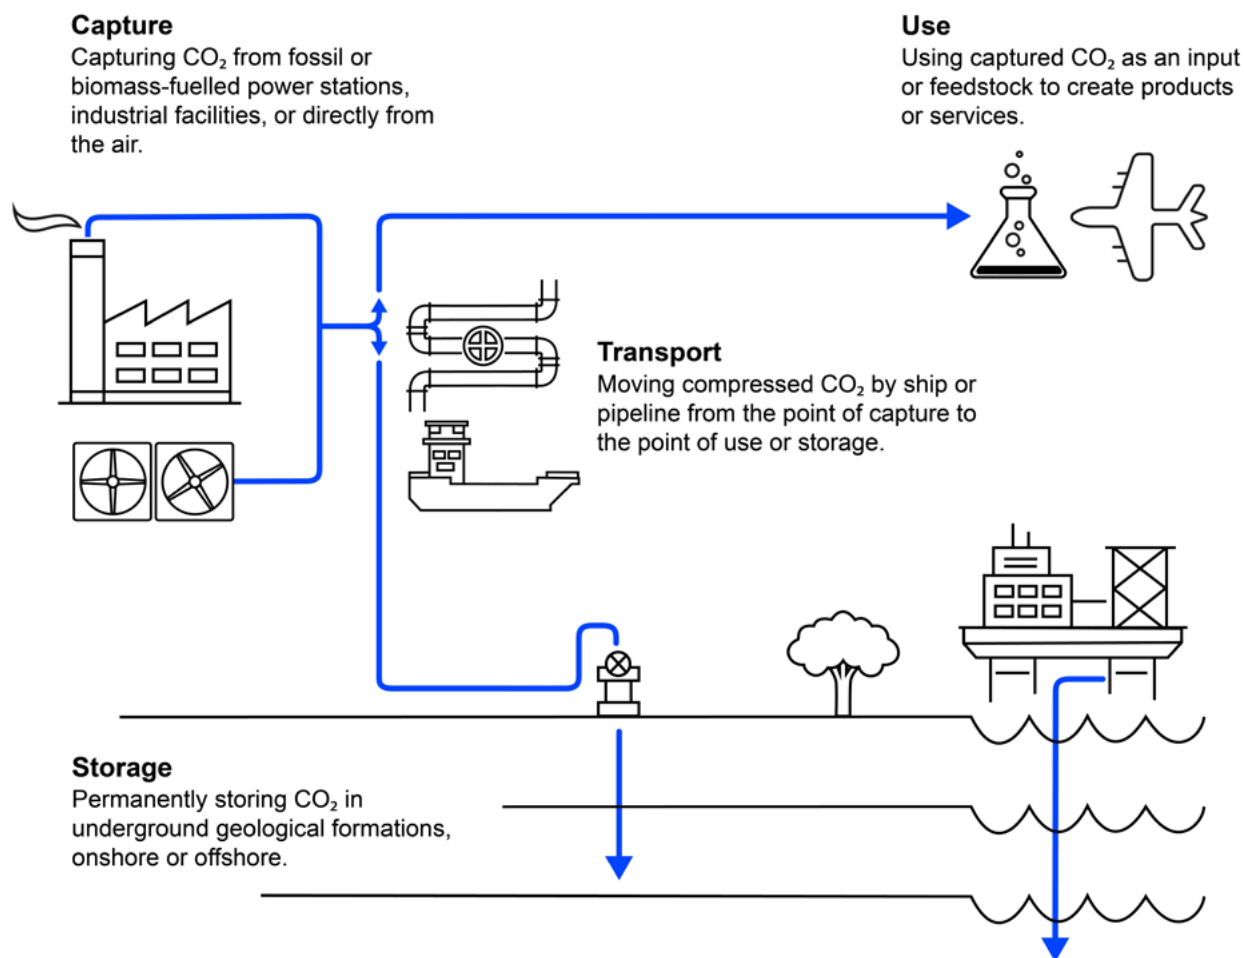 Capture
Capturing CO₂ from fossil or
biomass-fuelled power stations,
industrial facilities, or directly from
the air.
Use
Using captured CO₂ as an input
or feedstock to create products
or services.
Transport
Moving compressed CO₂ by ship or
pipeline from the point of capture to
the point of use or storage.
Storage
Permanently storing CO₂ in
underground geological formations,
onshore or offshore.